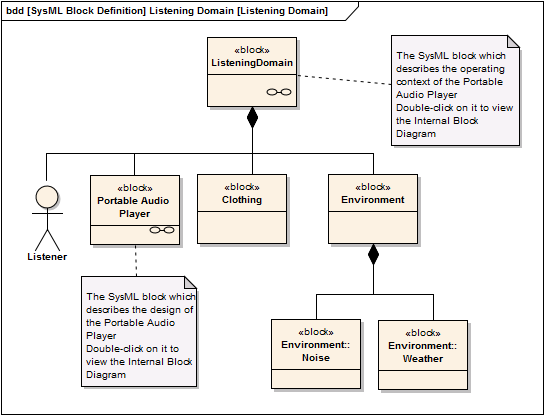 bdd [SysML Block Definition] Listening Domain [Listening Domain]
«block»
ListeningDomain
The SysML block which
describes the operating
context of the Portable
Audio Player
Double-click on it to view
the Internal Block
Diagram
Listener
«block»
Portable Audio
Player
«block»
Clothing
«block»
Environment
The SysML block which
describes the design of
the Portable Audio
Player
Double-click on it to
view the Internal Block
Diagram
«block»
Environment::
Noise
«block»
Environment::
Weather